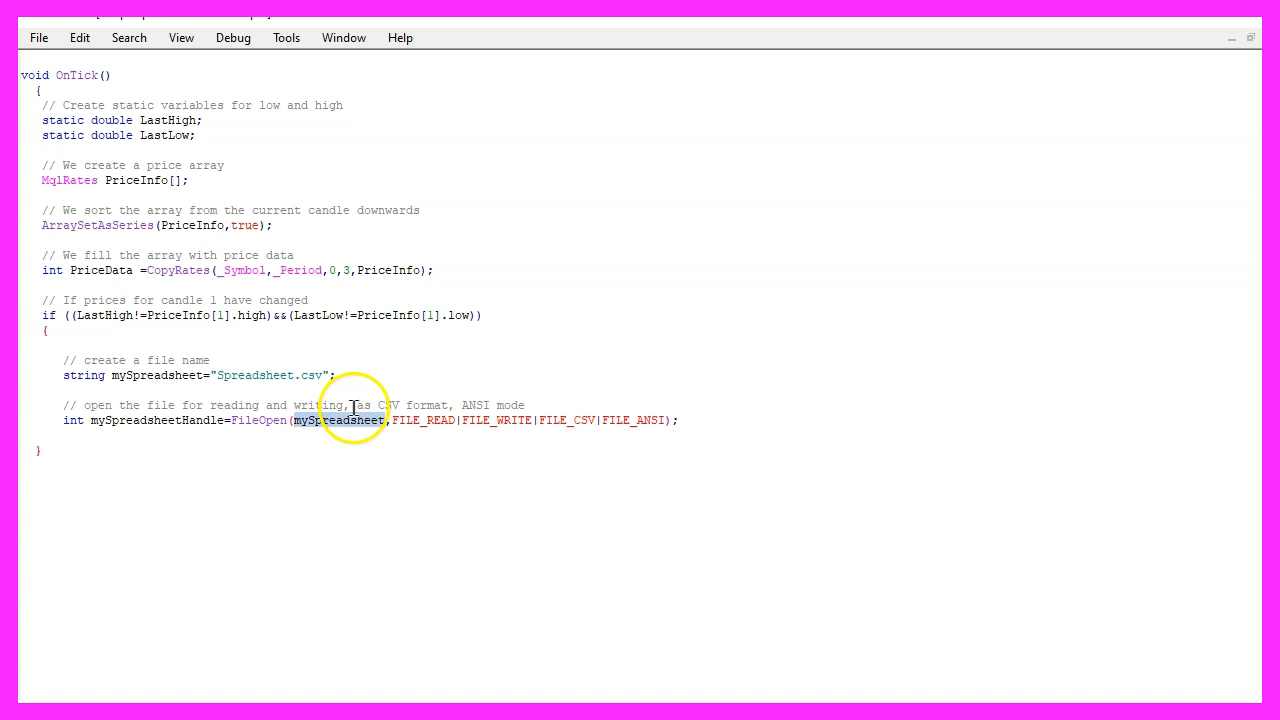 File Edit Search View Debug Tools Window Help
void OnTick()
{
// Create static variables for low and high
static double LastHigh;
static double LastLow;
// We create a price array
MqlRates PriceInfo[];
// We sort the array from the current candle downwards
ArraySetAsSeries(PriceInfo,true);
// We fill the array with price data
int PriceData =CopyRates(_Symbol,_Period,0,3,PriceInfo);
// If prices for candle 1 have changed
if ((LastHigh!=PriceInfo[1].high)&&(LastLow!=PriceInfo[1].low))
{
// create a file name
string mySpreadsheet="Spreadsheet.csv";
// open the file for reading and writing, as CSV format, ANSI mode
int mySpreadsheetHandle=FileOpen(mySpreadsheet,FILE_READ|FILE_WRITE|FILE_CSV|FILE_ANSI);
}